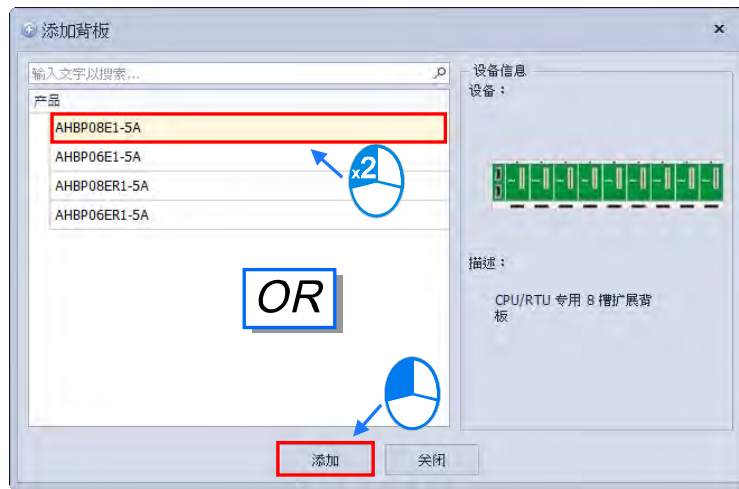 添加背板
输入文字以搜索...
产品
AHBP08E1-5A
AHBP06E1-5A
AHBP08ER1-5A
AHBP06ER1-5A
x2
OR
设备信息
设备：
描述：
CPU/RTU 专用 8 槽扩展背
板
添加
关闭